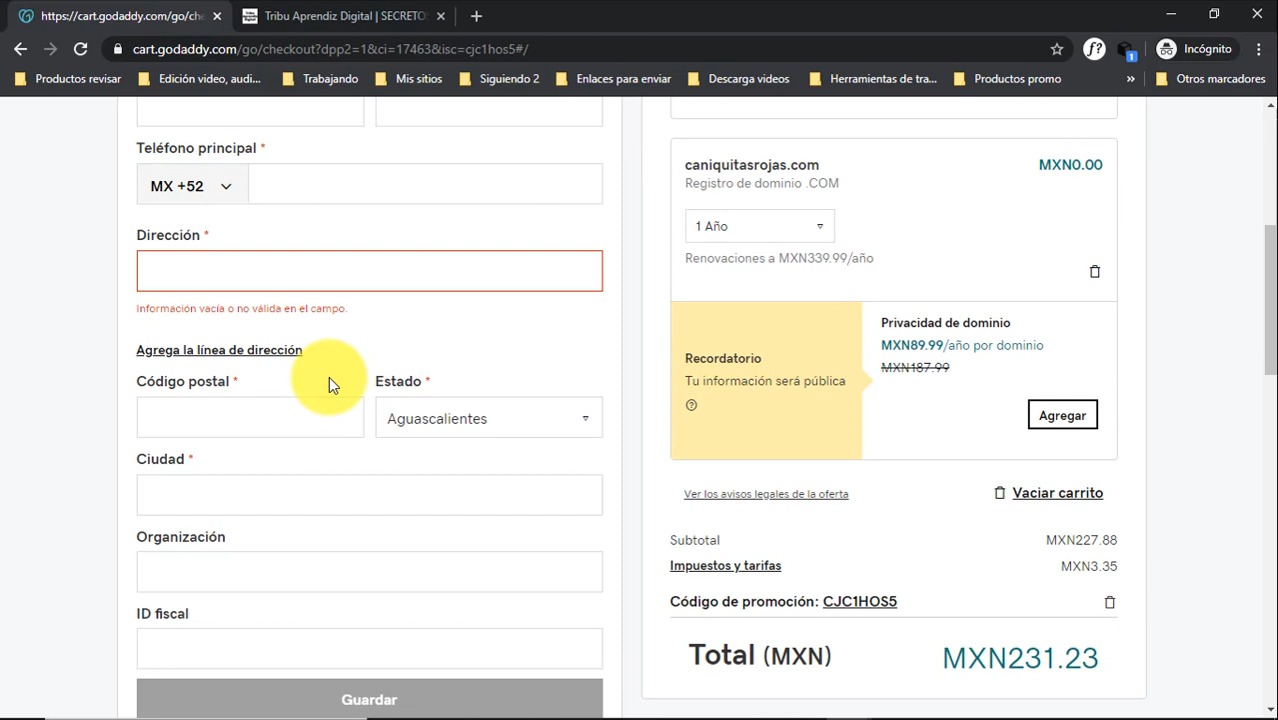 https://cart.godaddy.com/go/che
Tribu Aprendiz Digital | SECRETOS
cart.godaddy.com/go/checkout?dpp2=1&ci=17463&isc=cjc1hos5#/
f?
1
Incógnito
Productos revisar
Edición video, audi...
Trabajando
Mis sitios
Siguiendo 2
Enlaces para enviar
Descarga videos
Herramientas de tra...
Productos promo
»
Otros marcadores
Teléfono principal *
MX +52
Dirección *
Información vacía o no válida en el campo.
Agrega la línea de dirección
Código postal *
Estado *
Aguascalientes
Ciudad *
Organización
ID fiscal
Guardar
caniquitasrojas.com
MXN0.00
Registro de dominio .COM
1 Año
Renovaciones a MXN339.99/año
Recordatorio
Tu información será pública
?
Privacidad de dominio
MXN89.99/año por dominio
MXN187.99
Agregar
Ver los avisos legales de la oferta
Vaciar carrito
Subtotal
MXN227.88
Impuestos y tarifas
MXN3.35
Código de promoción: CJC1HOS5
Total (MXN)
MXN231.23